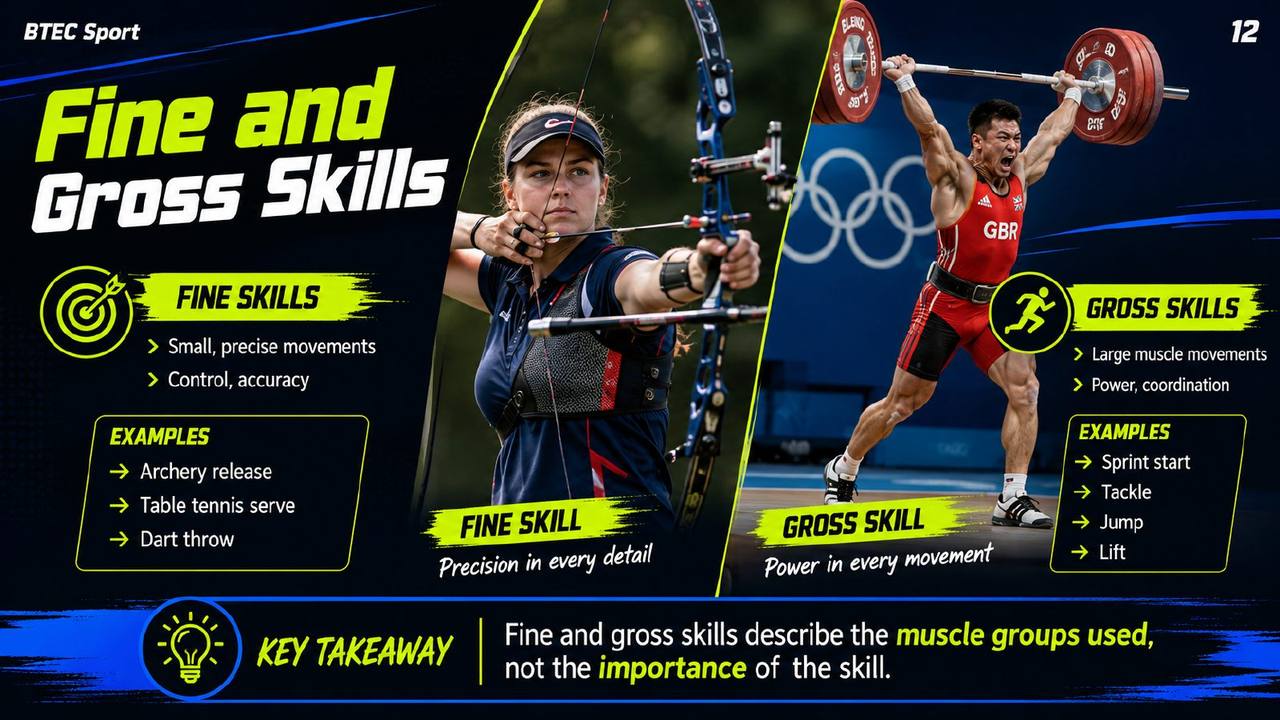 BTEC Sport
12
Fine and
Gross Skills
FINE SKILLS
Small, precise movements
Control, accuracy
EXAMPLES
Archery release
Table tennis serve
Dart throw
FINE SKILL
Precision in every detail
GBR
GROSS SKILL
Power in every movement
GROSS SKILLS
Large muscle movements
Power, coordination
EXAMPLES
Sprint start
Tackle
Jump
Lift
KEY TAKEAWAY
Fine and gross skills describe the muscle groups used,
not the importance of the skill.